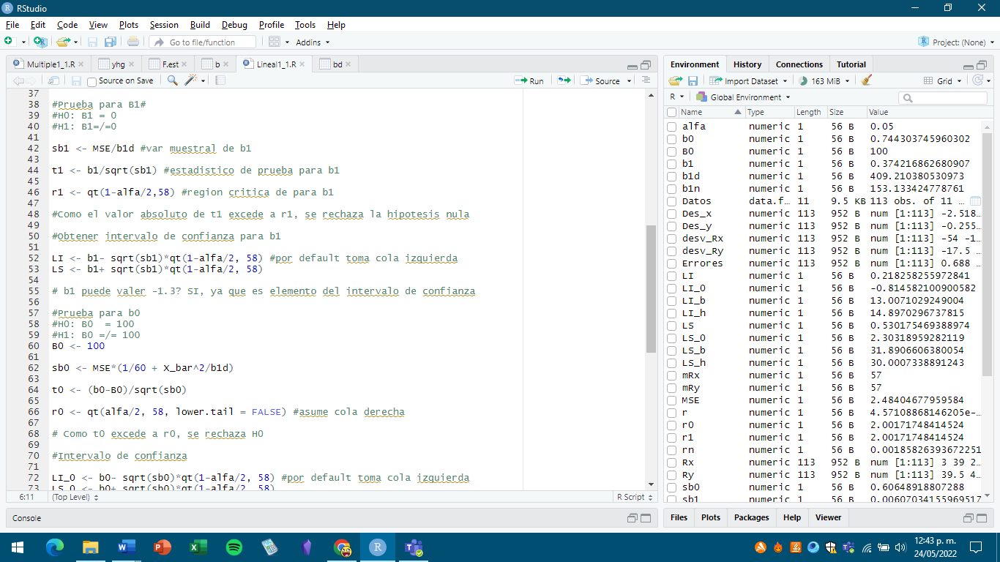 RStudio
File Edit Code View Plots Session Build Debug Profile Tools Help
Go to file/function Addins Project: (None)
Multiple1_1.R yhg F.est b Lineal1_1.R bd
Source on Save Run Source
37
38 #Prueba para B1#
39 #H0: B1 = 0
40 #H1: B1=/=0
41
42 sb1 <- MSE/b1d #var muestral de b1
43
44 t1 <- b1/sqrt(sb1) #estadistico de prueba para b1
45
46 r1 <- qt(1-alfa/2,58) #region critica de para b1
47
48 #Como el valor absoluto de t1 excede a r1, se rechaza la hipotesis nula
49
50 #Obtener intervalo de confianza para b1
51
52 LI <- b1- sqrt(sb1)*qt(1-alfa/2, 58) #por default toma cola izquierda
53 LS <- b1+ sqrt(sb1)*qt(1-alfa/2, 58)
54
55 # b1 puede valer -1.3? SI, ya que es elemento del intervalo de confianza
56
57 #Prueba para b0
58 #H0: B0  = 100
59 #H1: B0 =/= 100
60 B0 <- 100
61
62 sb0 <- MSE*(1/60 + X_bar^2/b1d)
63
64 t0 <- (b0-B0)/sqrt(sb0)
65
66 r0 <- qt(alfa/2, 58, lower.tail = FALSE) #asume cola derecha
67
68 # Como t0 excede a r0, se rechaza H0
69
70 #Intervalo de confianza
71
72 LI_0 <- b0- sqrt(sb0)*qt(1-alfa/2, 58) #por default toma cola izquierda
73 LS_0 <- b0+ sqrt(sb0)*qt(1-alfa/2, 58)
6:11 (Top Level) R Script
Console
Environment History Connections Tutorial
Import Dataset 163 MiB Grid
R Global Environment
Name Type Length Size Value
alfa numeric 1 56 B 0.05
b0 numeric 1 56 B 0.744303745960302
B0 numeric 1 56 B 100
b1 numeric 1 56 B 0.374216862680907
b1d numeric 1 56 B 409.210380530973
b1n numeric 1 56 B 153.133424778761
Datos data.f… 11 9.5 KB 113 obs. of 11 …
Des_x numeric 113 952 B num [1:113] -2.518…
Des_y numeric 113 952 B num [1:113] -0.255…
desv_Rx numeric 113 952 B num [1:113] -54 -1…
desv_Ry numeric 113 952 B num [1:113] -17.5 …
Errores numeric 113 952 B num [1:113] 0.688 …
LI numeric 1 56 B 0.218258255972841
LI_0 numeric 1 56 B -0.814582100900582
LI_b numeric 1 56 B 13.0071029249004
LI_h numeric 1 56 B 14.8970296737815
LS numeric 1 56 B 0.530175469388974
LS_0 numeric 1 56 B 2.30318959282119
LS_b numeric 1 56 B 31.8906606380054
LS_h numeric 1 56 B 30.0007338891243
mRx numeric 1 56 B 57
mRy numeric 1 56 B 57
MSE numeric 1 56 B 2.48404677959584
r numeric 1 56 B 4.57108868146205e-…
r0 numeric 1 56 B 2.00171748414524
r1 numeric 1 56 B 2.00171748414524
rn numeric 1 56 B 0.00185826393672251
Rx numeric 113 952 B num [1:113] 3 39 2…
Ry numeric 113 952 B num [1:113] 39.5 4…
sb0 numeric 1 56 B 0.60648918807288
sb1 numeric 1 56 B 0.00607034155969517
Files Plots Packages Help Viewer
12:43 p. m.
24/05/2022